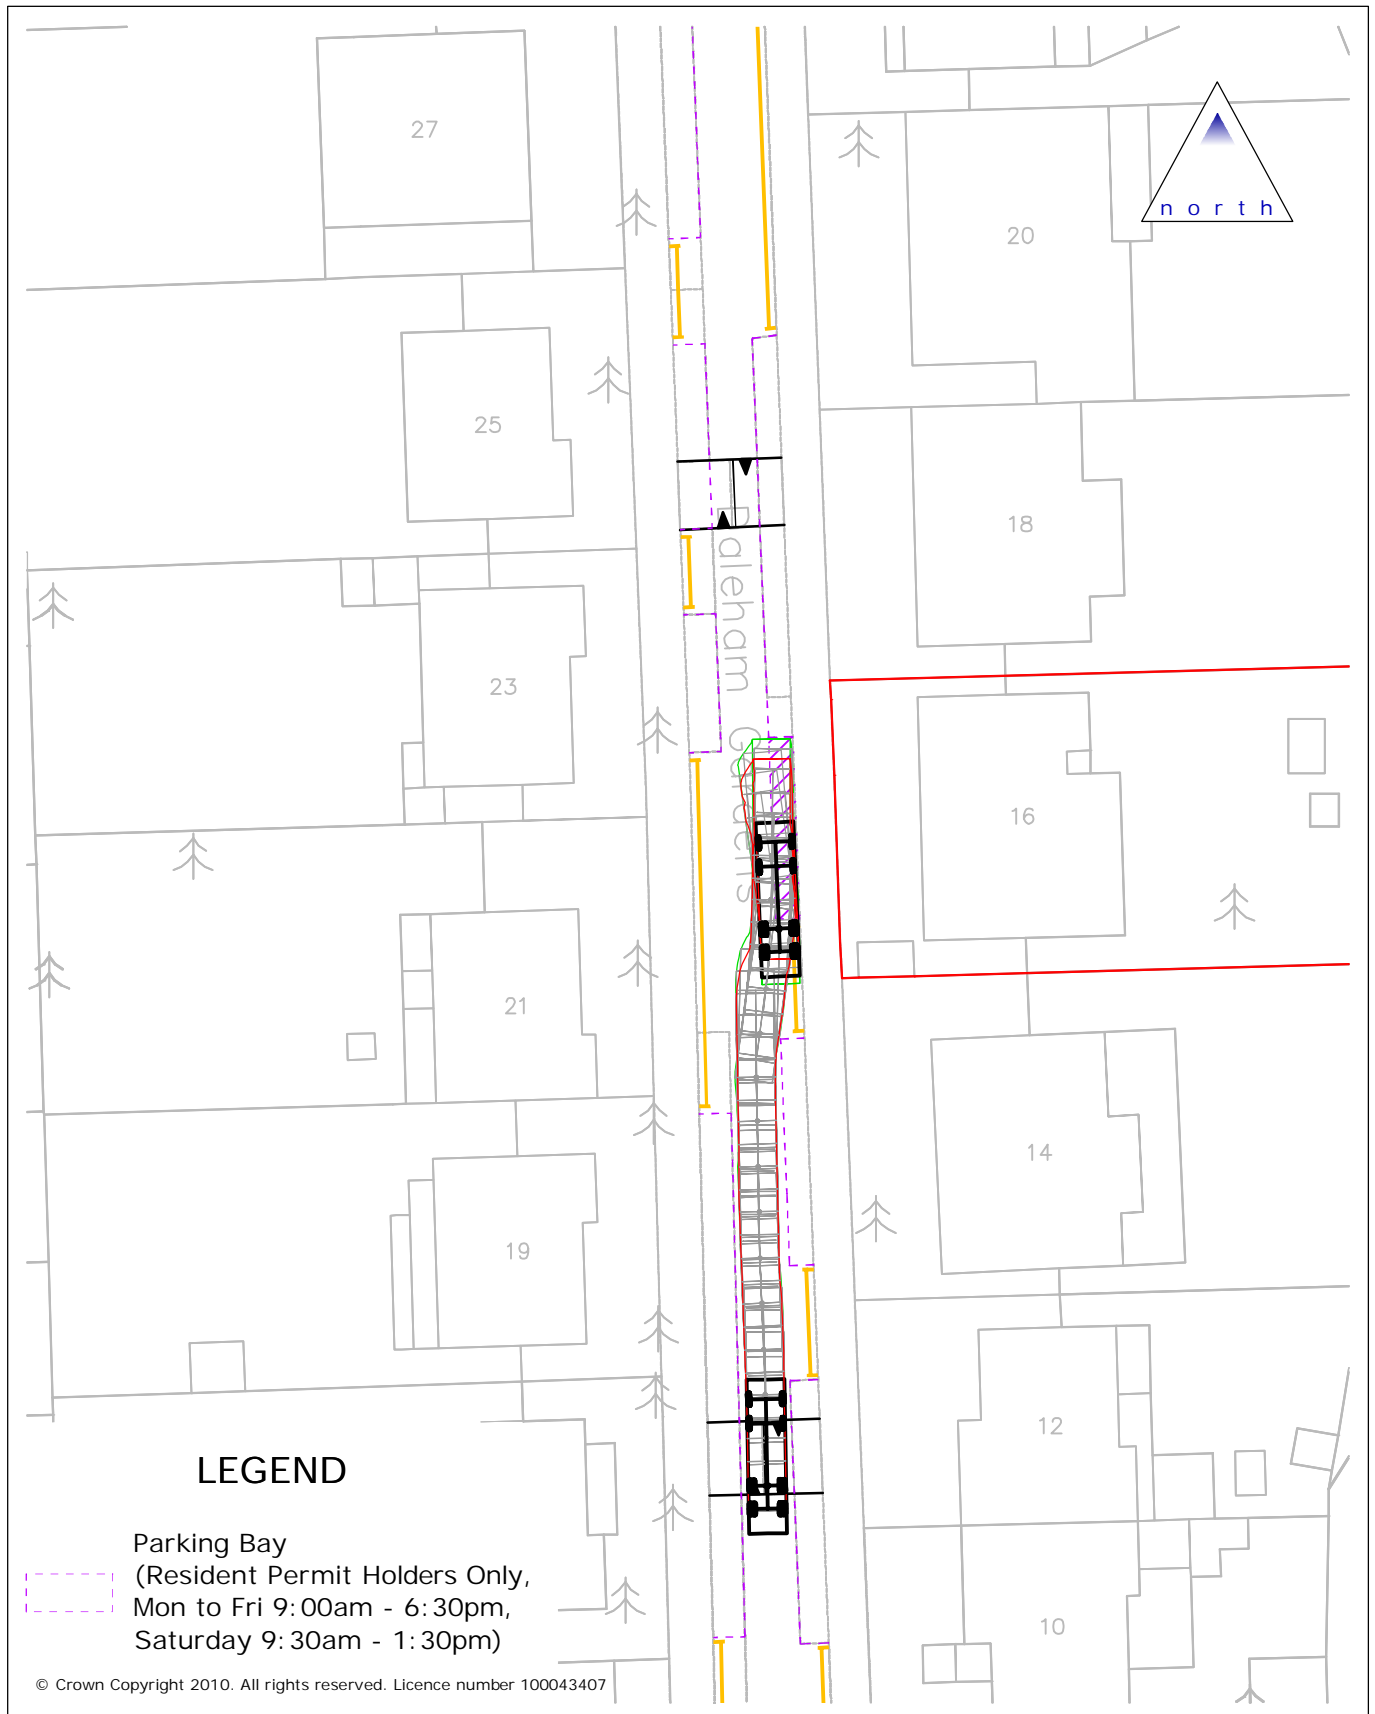 27
20
north
25
18
Daleham Gardens
23
16
21
14
19
12
10
LEGEND
Parking Bay
(Resident Permit Holders Only,
Mon to Fri 9:00am - 6:30pm,
Saturday 9:30am - 1:30pm)
© Crown Copyright 2010. All rights reserved. Licence number 100043407